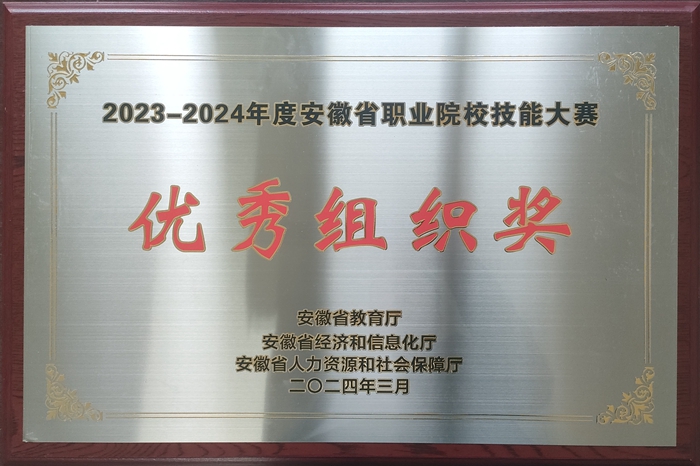 2023-2024年度安徽省职业院校技能大赛
优秀组织奖
安徽省教育厅
安徽省经济和信息化厅
安徽省人力资源和社会保障厅
二〇二四年三月